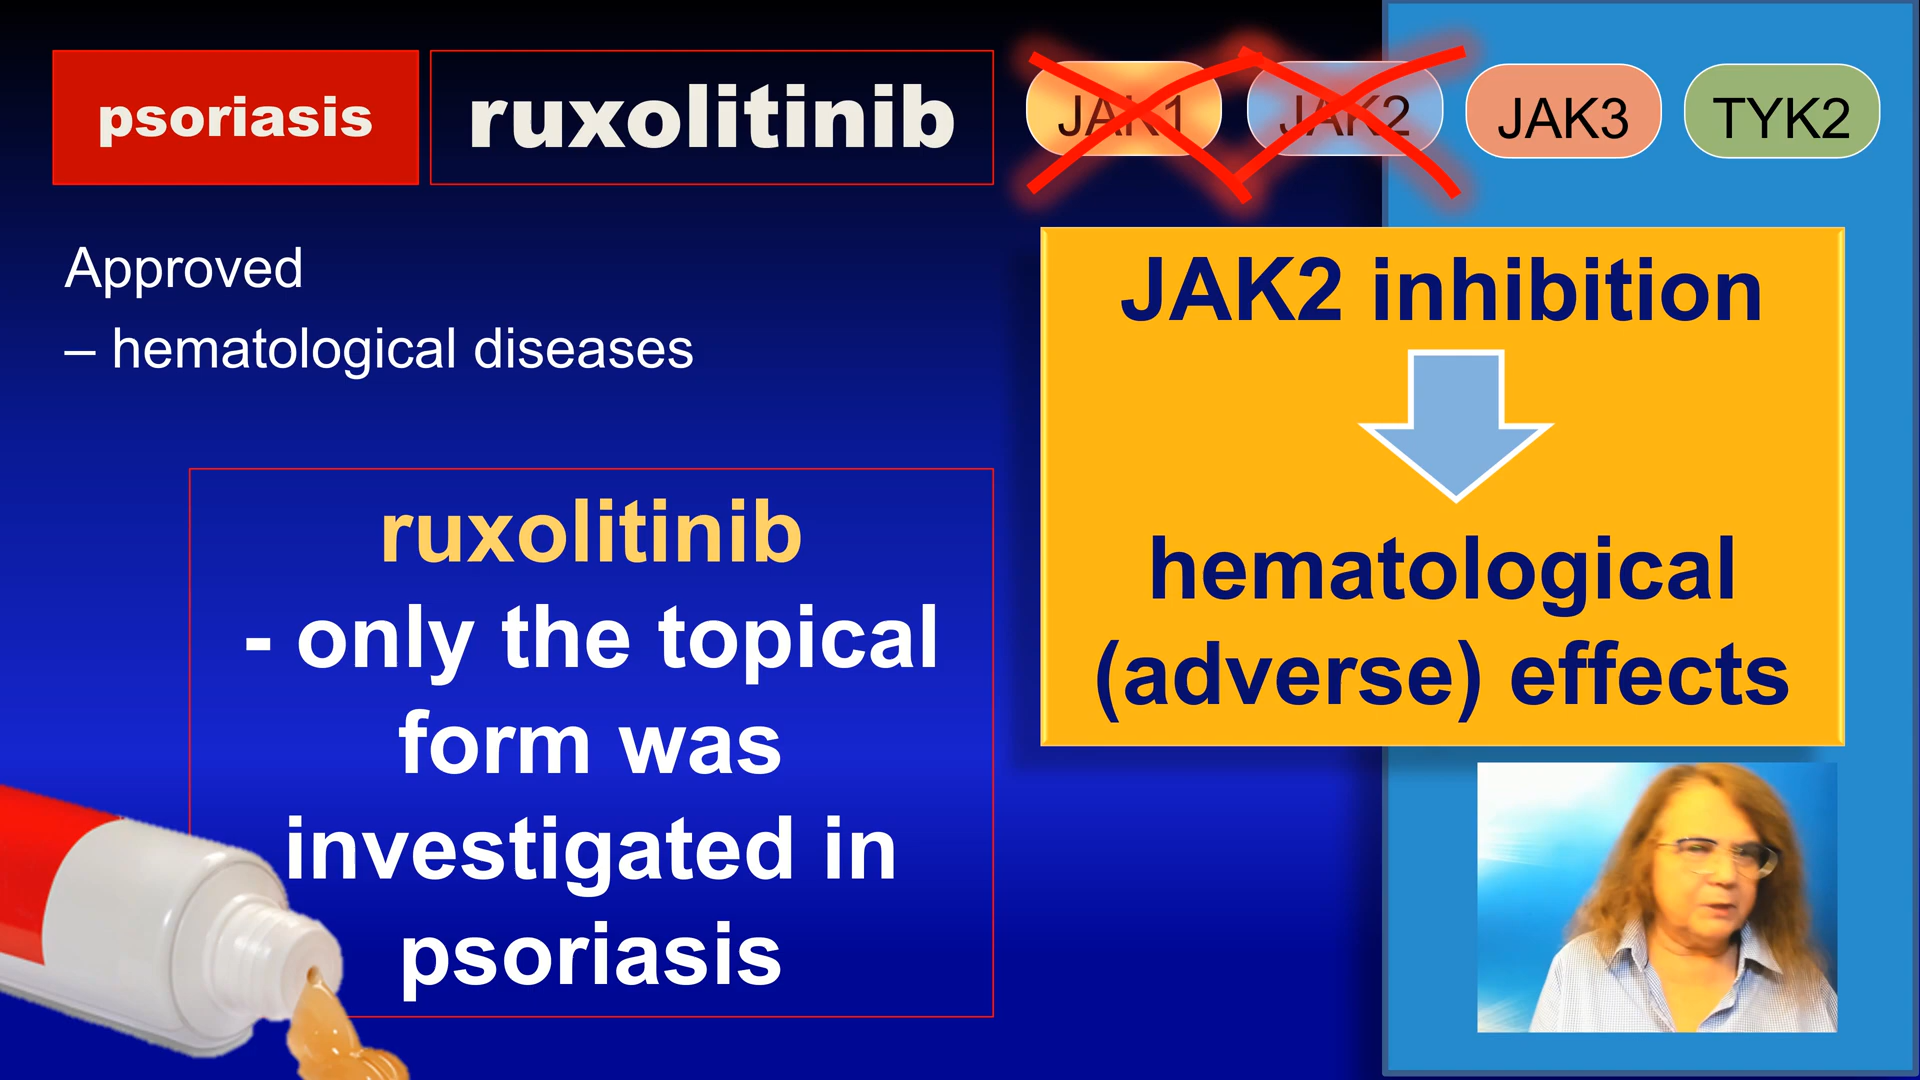 psoriasis
ruxolitinib
JAK1
JAK2
JAK3
TYK2
Approved
– hematological diseases
JAK2 inhibition
hematological
(adverse) effects
ruxolitinib
- only the topical
form was
investigated in
psoriasis